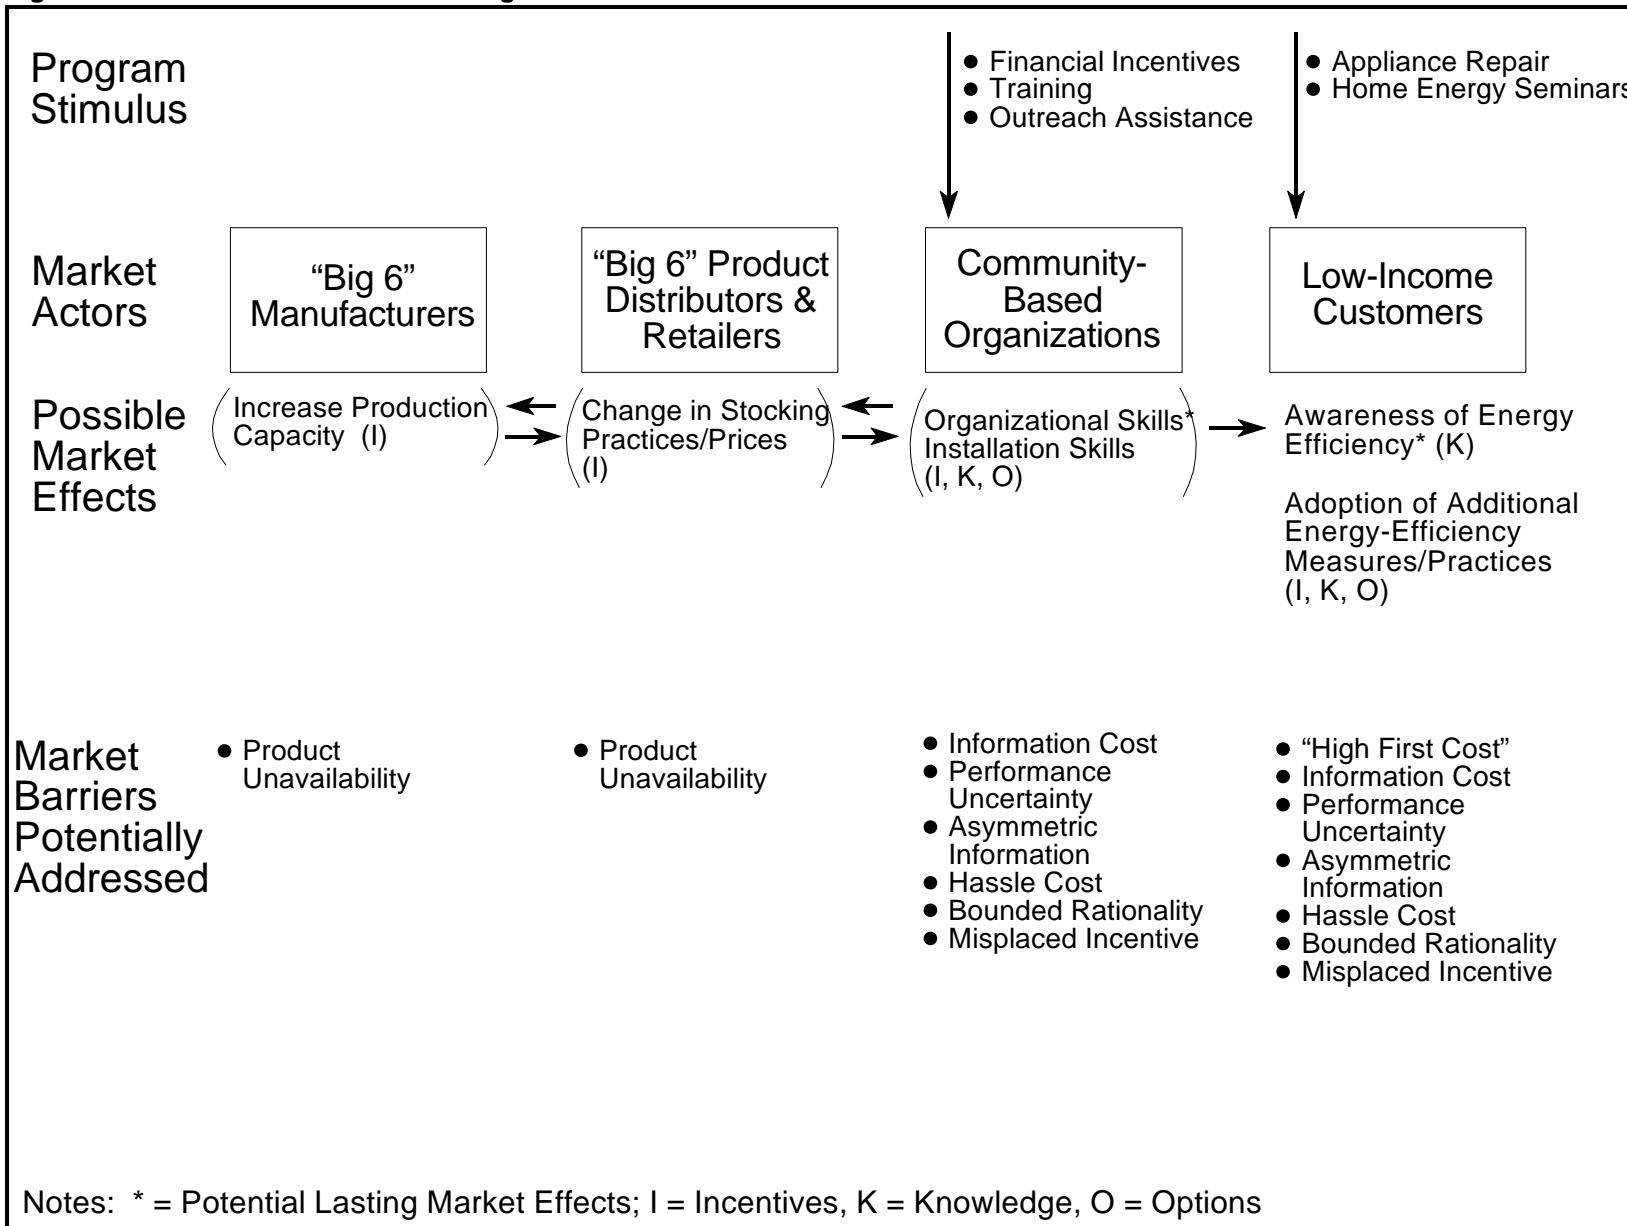 Program
Stimulus
● Financial Incentives
● Training
● Outreach Assistance
● Appliance Repair
● Home Energy Seminars
Market
Actors
“Big 6”
Manufacturers
“Big 6” Product
Distributors &
Retailers
Community-
Based
Organizations
Low-Income
Customers
Possible
Market
Effects
Increase Production
Capacity (I)
Change in Stocking
Practices/Prices
(I)
Organizational Skills*
Installation Skills
(I, K, O)
Awareness of Energy
Efficiency* (K)
Adoption of Additional
Energy-Efficiency
Measures/Practices
(I, K, O)
Market
Barriers
Potentially
Addressed
● Product
Unavailability
● Product
Unavailability
● Information Cost
● Performance
Uncertainty
● Asymmetric
Information
● Hassle Cost
● Bounded Rationality
● Misplaced Incentive
● “High First Cost”
● Information Cost
● Performance
Uncertainty
● Asymmetric
Information
● Hassle Cost
● Bounded Rationality
● Misplaced Incentive
Notes: * = Potential Lasting Market Effects; I = Incentives, K = Knowledge, O = Options